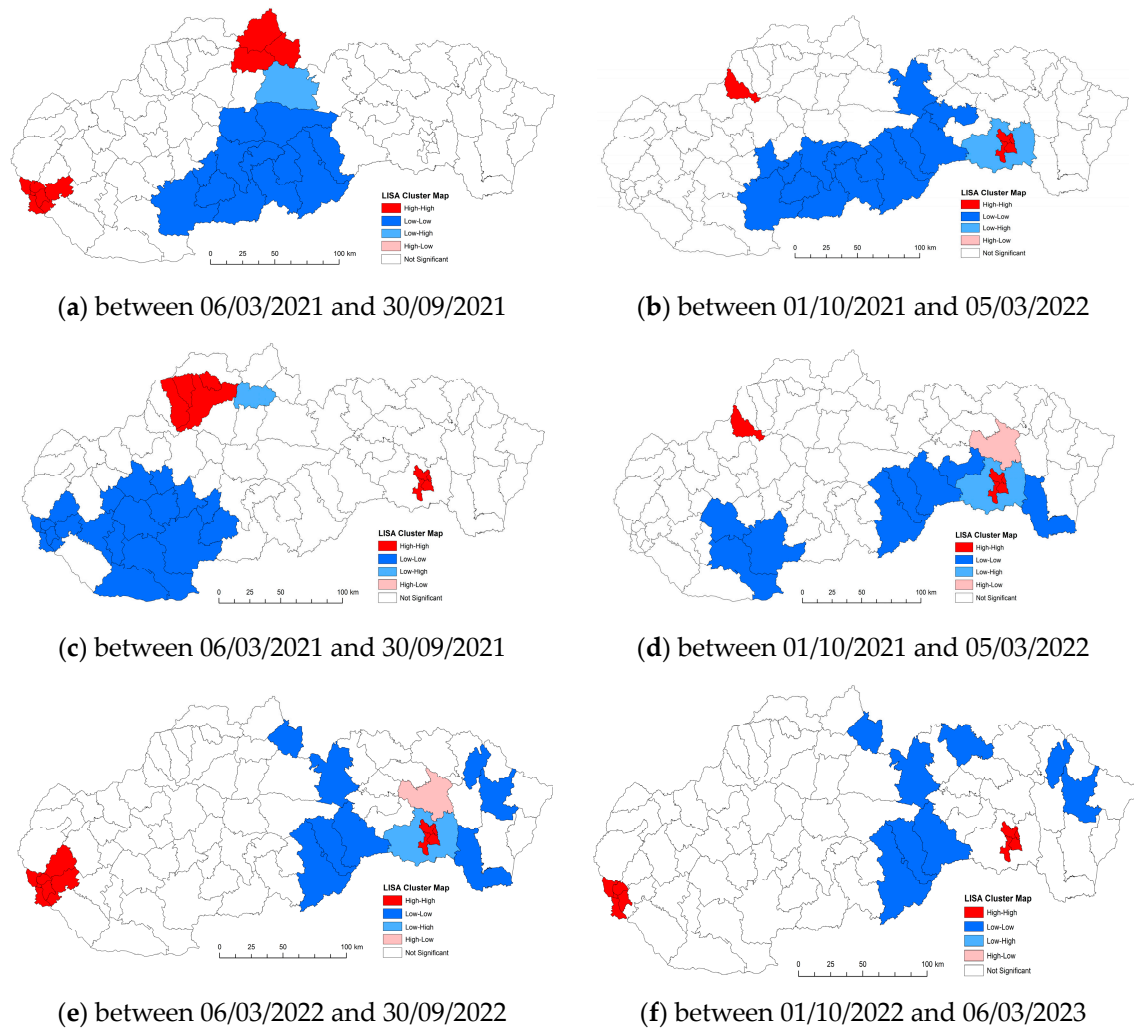 LISA Cluster Map
High-High
Low-Low
Low-High
High-Low
Not Significant
0 50 100 km
25
(a) between 06/03/2021 and 30/09/2021
LISA Cluster Map
High-High
Low-Low
Low-High
High-Low
Not Significant
0 25 50 100 km
(b) between 01/10/2021 and 05/03/2022
LISA Cluster Map
High-High
Low-Low
Low-High
High-Low
Not Significant
0 25 50 100 km
(c) between 06/03/2021 and 30/09/2021
LISA Cluster Map
High-High
Low-Low
Low-High
High-Low
Not Significant
0 25 50 100 km
(d) between 01/10/2021 and 05/03/2022
LISA Cluster Map
High-High
Low-Low
Low-High
High-Low
Not Significant
0 25 50 100 km
(e) between 06/03/2022 and 30/09/2022
LISA Cluster Map
High-High
Low-Low
Low-High
High-Low
Not Significant
0 25 50 100 km
(f) between 01/10/2022 and 06/03/2023